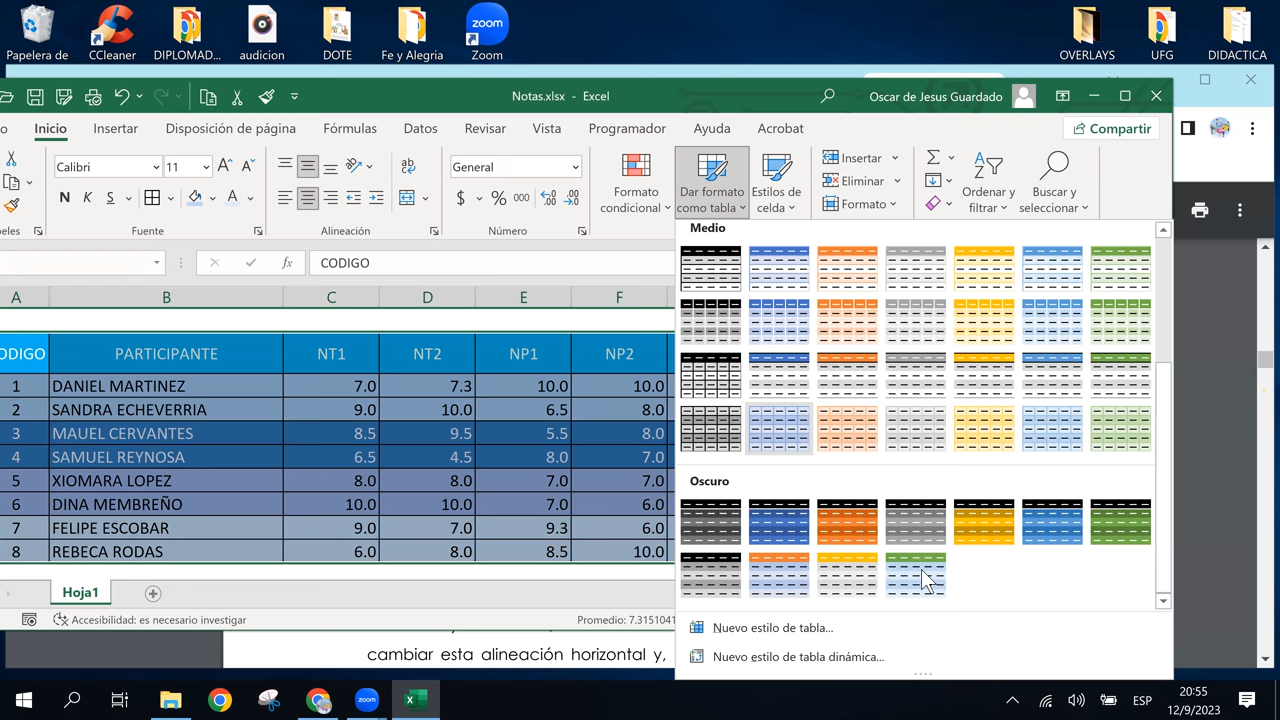 Papelera de
CCleaner
DIPLOMAD...
audicion
DOTE
Fe y Alegria
zoom
Zoom
OVERLAYS
UFG
DIDACTICA
Notas.xlsx - Excel
Oscar de Jesus Guardado
o Inicio Insertar Disposición de página Fórmulas Datos Revisar Vista Programador Ayuda Acrobat Compartir
Calibri 11
N K S
General
$ % 000
Formato condicional
Dar formato como tabla
Estilos de celda
Insertar
Eliminar
Formato
Ordenar y filtrar
Buscar y seleccionar
eles Fuente Alineación Número
fx CODIGO
A B C D E F
ODIGO PARTICIPANTE NT1 NT2 NP1 NP2
1 DANIEL MARTINEZ 7.0 7.3 10.0 10.0
2 SANDRA ECHEVERRIA 9.0 10.0 6.5 8.0
3 MAUEL CERVANTES 8.5 9.5 5.5 8.0
4 SAMUEL REYNOSA 6.5 4.5 8.0 7.0
5 XIOMARA LOPEZ 8.0 8.0 7.0 7.0
6 DINA MEMBREÑO 10.0 10.0 7.0 6.0
7 FELIPE ESCOBAR 9.0 7.0 9.3 6.0
8 REBECA RODAS 6.0 8.0 8.5 10.0
Medio
Oscuro
Nuevo estilo de tabla...
Nuevo estilo de tabla dinámica...
Hoja1
Accesibilidad: es necesario investigar
Promedio: 7.3151041
cambiar esta alineación horizontal y,
zoom
ESP
20:55
12/9/2023